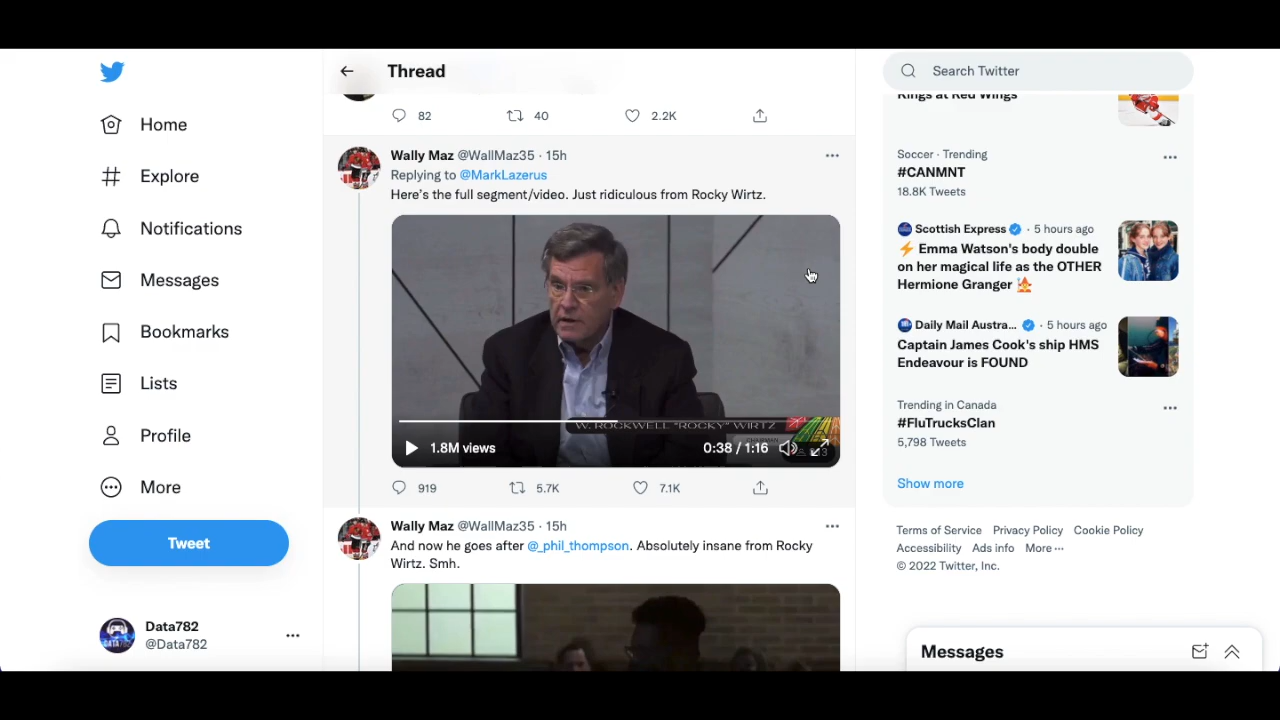 Home
Explore
Notifications
Messages
Bookmarks
Lists
Profile
More
Tweet
Data782
@Data782
Thread
82 40 2.2K
Wally Maz @WallMaz35 · 15h
Replying to @MarkLazerus
Here's the full segment/video. Just ridiculous from Rocky Wirtz.
W. ROCKWELL "ROCKY" WIRTZ
1.8M views 0:38 / 1:16
919 5.7K 7.1K
Wally Maz @WallMaz35 · 15h
And now he goes after @_phil_thompson. Absolutely insane from Rocky
Wirtz. Smh.
Search Twitter
Kings at Red Wings
Soccer · Trending
#CANMNT
18.8K Tweets
Scottish Express · 5 hours ago
⚡ Emma Watson's body double
on her magical life as the OTHER
Hermione Granger
Daily Mail Austra... · 5 hours ago
Captain James Cook's ship HMS
Endeavour is FOUND
Trending in Canada
#FluTrucksClan
5,798 Tweets
Show more
Terms of Service Privacy Policy Cookie Policy
Accessibility Ads info More ···
© 2022 Twitter, Inc.
Messages